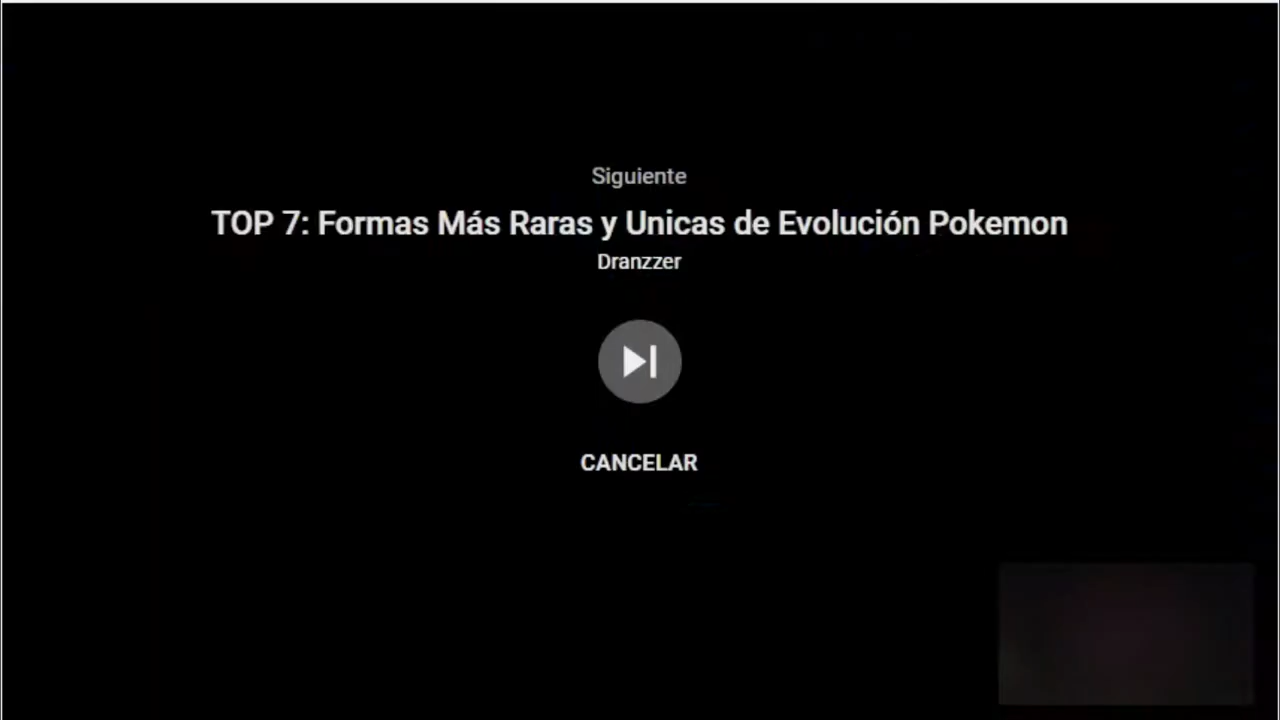 Siguiente
TOP 7: Formas Más Raras y Unicas de Evolución Pokemon
Dranzzer
CANCELAR